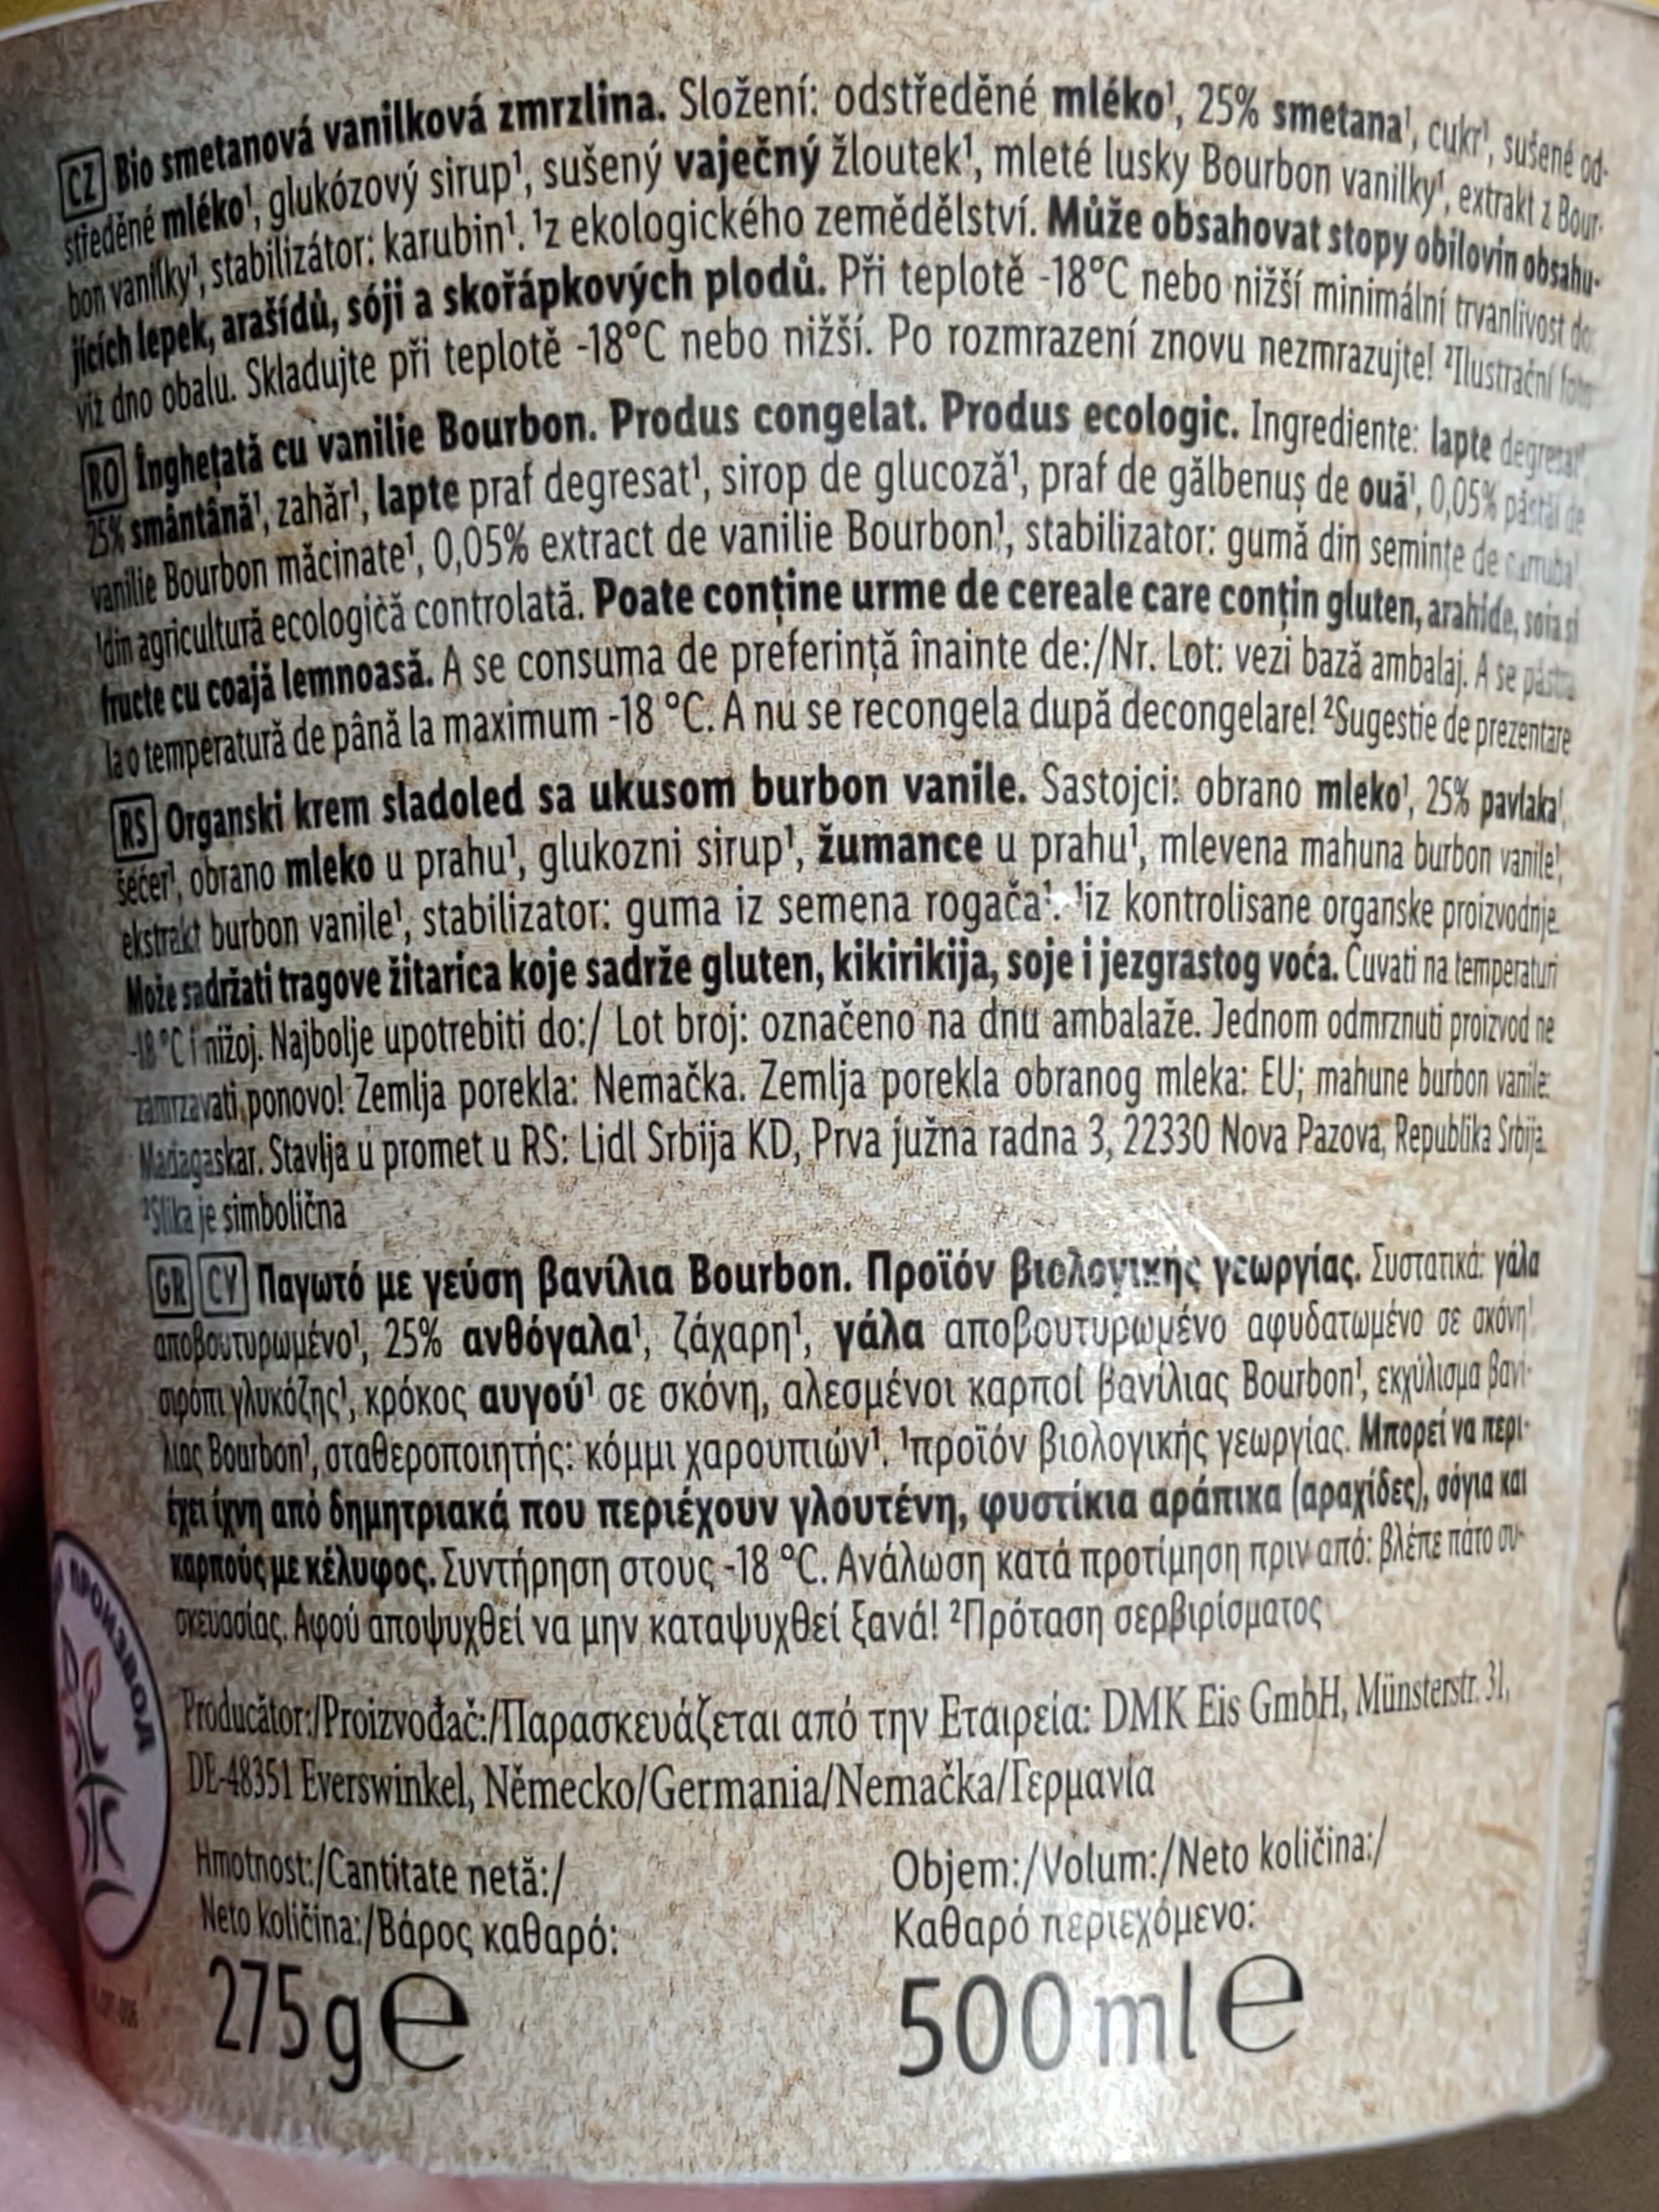 CZ Bio smetanová vanilková zmrzlina. Složení: odstředěné mléko¹, 25% smetana¹, cukr¹, sušené od-
středěné mléko¹, glukózový sirup¹, sušený vaječný žloutek¹, mleté lusky Bourbon vanilky¹, extrakt z Bour-
bon vanilky¹, stabilizátor: karubin¹. ¹z ekologického zemědělství. Může obsahovat stopy obilovin obsahu-
jících lepek, arašídů, sóji a skořápkových plodů. Při teplotě -18°C nebo nižší minimální trvanlivost do:
viz dno obalu. Skladujte při teplotě -18°C nebo nižší. Po rozmrazení znovu nezmrazujte! ²Ilustrační foto
RO Înghețată cu vanilie Bourbon. Produs congelat. Produs ecologic. Ingrediente: lapte degresat¹,
25% smântână¹, zahăr¹, lapte praf degresat¹, sirop de glucoză¹, praf de gălbenuș de ouă¹, 0,05% păstăi de
vanilie Bourbon măcinate¹, 0,05% extract de vanilie Bourbon¹, stabilizator: gumă din semințe de carruba¹
¹din agricultură ecologică controlată. Poate conține urme de cereale care conțin gluten, arahide, soia și
fructe cu coajă lemnoasă. A se consuma de preferință înainte de:/Nr. Lot: vezi bază ambalaj. A se păstra
la o temperatură de până la maximum -18 °C. A nu se recongela după decongelare! ²Sugestie de prezentare
RS Organski krem sladoled sa ukusom burbon vanile. Sastojci: obrano mleko¹, 25% pavlaka¹,
šećer¹, obrano mleko u prahu¹, glukozni sirup¹, žumance u prahu¹, mlevena mahuna burbon vanile¹,
ekstrakt burbon vanile¹, stabilizator: guma iz semena rogača¹. ¹iz kontrolisane organske proizvodnje.
Može sadržati tragove žitarica koje sadrže gluten, kikirikija, soje i jezgrastog voća. Čuvati na temperaturi
-18 °C i nižoj. Najbolje upotrebiti do:/ Lot broj: označeno na dnu ambalaže. Jednom odmrznuti proizvod ne
zamrzavati ponovo! Zemlja porekla: Nemačka. Zemlja porekla obranog mleka: EU; mahune burbon vanile:
Madagaskar. Stavlja u promet u RS: Lidl Srbija KD, Prva južna radna 3, 22330 Nova Pazova, Republika Srbija.
²Slika je simbolična
GR CY Παγωτό με γεύση βανίλια Bourbon. Προϊόν βιολογικής γεωργίας. Συστατικά: γάλα
αποβουτυρωμένο¹, 25% ανθόγαλα¹, ζάχαρη¹, γάλα αποβουτυρωμένο αφυδατωμένο σε σκόνη¹,
σιρόπι γλυκόζης¹, κρόκος αυγού¹ σε σκόνη, αλεσμένοι καρποί βανίλιας Bourbon¹, εκχύλισμα βανί-
λιας Bourbon¹, σταθεροποιητής: κόμμι χαρουπιών¹. ¹προϊόν βιολογικής γεωργίας. Μπορεί να περι-
έχει ίχνη από δημητριακά που περιέχουν γλουτένη, φυστίκια αράπικα (αραχίδες), σόγια και
καρπούς με κέλυφος. Συντήρηση στους -18 °C. Ανάλωση κατά προτίμηση πριν από: βλέπε πάτο συ-
σκευασίας. Αφού αποψυχθεί να μην καταψυχθεί ξανά! ²Πρόταση σερβιρίσματος
ПРОИЗВОД
Producător:/Proizvođač:/Παρασκευάζεται από την Εταιρεία: DMK Eis GmbH, Münsterstr. 31,
DE-48351 Everswinkel, Německo/Germania/Nemačka/Γερμανία
Hmotnost:/Cantitate netă:/
Neto količina:/Βάρος καθαρό:
275 g e
Objem:/Volum:/Neto količina:/
Καθαρό περιεχόμενο:
500 ml e